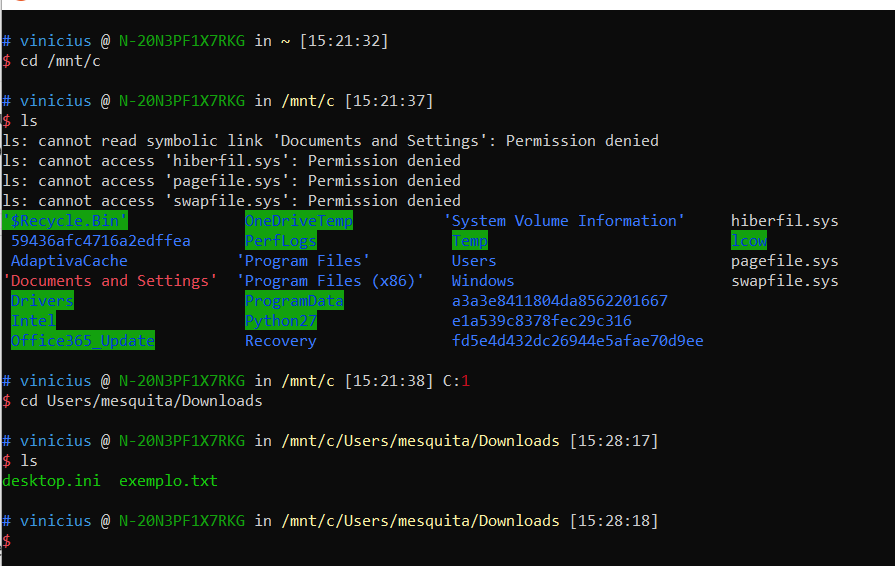 # vinicius @ N-20N3PF1X7RKG in ~ [15:21:32]
$ cd /mnt/c
# vinicius @ N-20N3PF1X7RKG in /mnt/c [15:21:37]
$ ls
ls: cannot read symbolic link 'Documents and Settings': Permission denied
ls: cannot access 'hiberfil.sys': Permission denied
ls: cannot access 'pagefile.sys': Permission denied
ls: cannot access 'swapfile.sys': Permission denied
'$Recycle.Bin' OneDriveTemp 'System Volume Information' hiberfil.sys
59436afc4716a2edffea PerfLogs Temp lcow
AdaptivaCache 'Program Files' Users pagefile.sys
'Documents and Settings' 'Program Files (x86)' Windows swapfile.sys
Drivers ProgramData a3a3e8411804da8562201667
Intel Python27 e1a539c8378fec29c316
Office365_Update Recovery fd5e4d432dc26944e5afae70d9ee
# vinicius @ N-20N3PF1X7RKG in /mnt/c [15:21:38] C:1
$ cd Users/mesquita/Downloads
# vinicius @ N-20N3PF1X7RKG in /mnt/c/Users/mesquita/Downloads [15:28:17]
$ ls
desktop.ini exemplo.txt
# vinicius @ N-20N3PF1X7RKG in /mnt/c/Users/mesquita/Downloads [15:28:18]
$